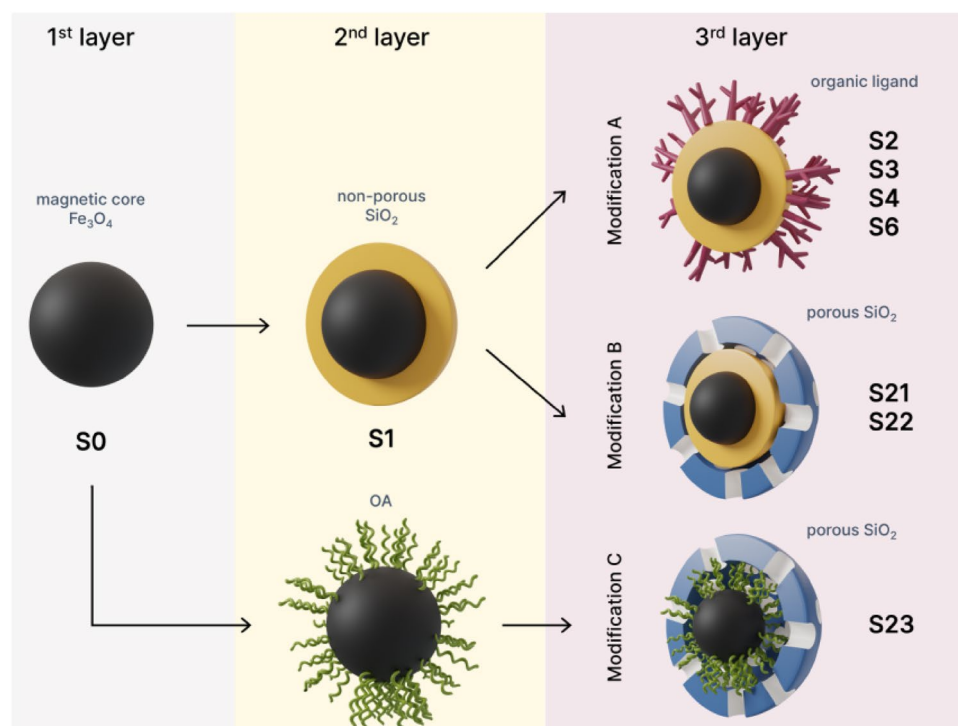 1st layer
2nd layer
3rd layer
magnetic core
Fe₃O₄
S0
non-porous
SiO₂
S1
OA
Modification A
organic ligand
S2
S3
S4
S6
Modification B
porous SiO₂
S21
S22
Modification C
porous SiO₂
S23